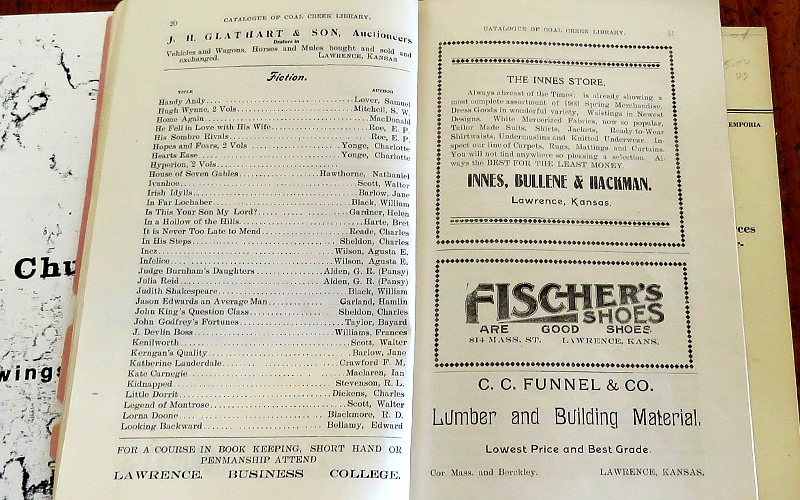 20
CATALOGUE OF COAL CREEK LIBRARY.
J. H. GLATHART & SON, Auctioneers
Dealers in
Vehicles and Wagons, Horses and Mules bought and sold and
exchanged. LAWRENCE, KANSAS
Fiction.
TITLE AUTHOR
Handy Andy Lover, Samuel
Hugh Wynne, 2 Vols Mitchell, S. W.
Home Again MacDonald
He Fell in Love with His Wife Roe, E. P.
His Sombro Rivals Roe, E. P.
Hopes and Fears, 2 Vols Yonge, Charlotte
Hearts Ease Yonge, Charlotte
Hyperion, 2 Vols
House of Seven Gables Hawthorne, Nathaniel
Ivanhoe Scott, Walter
Irish Idylls Barlow, Jane
In Far Lochaber Black, William
Is This Your Son My Lord? Gardner, Helen
In a Hollow of the Hills Harte, Bret
It is Never Too Late to Mend Reade, Charles
In His Steps Sheldon, Charles
Inez Wilson, Agusta E.
Infelice Wilson, Agusta E.
Judge Burnham's Daughters Alden, G. R. (Pansy)
Julia Reid Alden, G. R. (Pansy)
Judith Shakespeare Black, William
Jason Edwards an Average Man Garland, Hamlin
John King's Question Class Sheldon, Charles
John Godfrey's Fortunes Taylor, Bayard
J. Devlin Boss Williams, Frances
Kenilworth Scott, Walter
Kerrgan's Quality Barlow, Jane
Katherine Lauderdale Crawford F. M.
Kate Carnegie Maclaren, Ian
Kidnapped Stevenson, R. L.
Little Dorrit Dickens, Charles
Legend of Montrose Scott, Walter
Lorna Doone Blackmore, R. D.
Looking Backward Bellamy, Edward
FOR A COURSE IN BOOK KEEPING, SHORT HAND OR
PENMANSHIP ATTEND
LAWRENCE, BUSINESS COLLEGE.
CATALOGUE OF COAL CREEK LIBRARY. 21
THE INNES STORE.
Always abreast of the Times; is already showing a
most complete assortment of 1901 Spring Merchandise.
Dress Goods in wonderful variety, Waistings in Newest
Designs. White Mercerized Fabrics, now so popular.
Tailor Made Suits, Skirts, Jackets, Ready-to-Wear
Shirtwaists, Undermuslins and Knitted Underwear. In-
spect our line of Carpets, Rugs, Mattings and Curtains.
You will not find anywhere so pleasing a selection. Al-
ways the BEST FOR THE LEAST MONEY.
INNES, BULLENE & HACKMAN.
Lawrence, Kansas.
FISCHER'S
SHOES
ARE GOOD SHOES
814 MASS, ST. LAWRENCE, KANS.
C. C. FUNNEL & CO.
Lumber and Building Material,
Lowest Price and Best Grade.
Cor. Mass. and Berckley. LAWRENCE, KANSAS.
Chu
wings
EMPORIA
ces